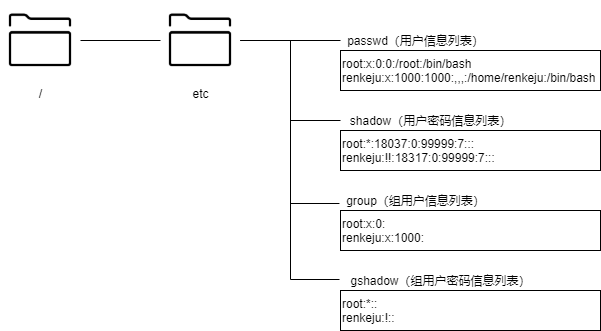 /
etc
passwd（用户信息列表）
root:x:0:0:/root:/bin/bash
renkeju:x:1000:1000:,,,:/home/renkeju:/bin/bash
shadow（用户密码信息列表）
root:*:18037:0:99999:7:::
renkeju:!!:18317:0:99999:7:::
group（组用户信息列表）
root:x:0:
renkeju:x:1000:
gshadow（组用户密码信息列表）
root:*::
renkeju:!::